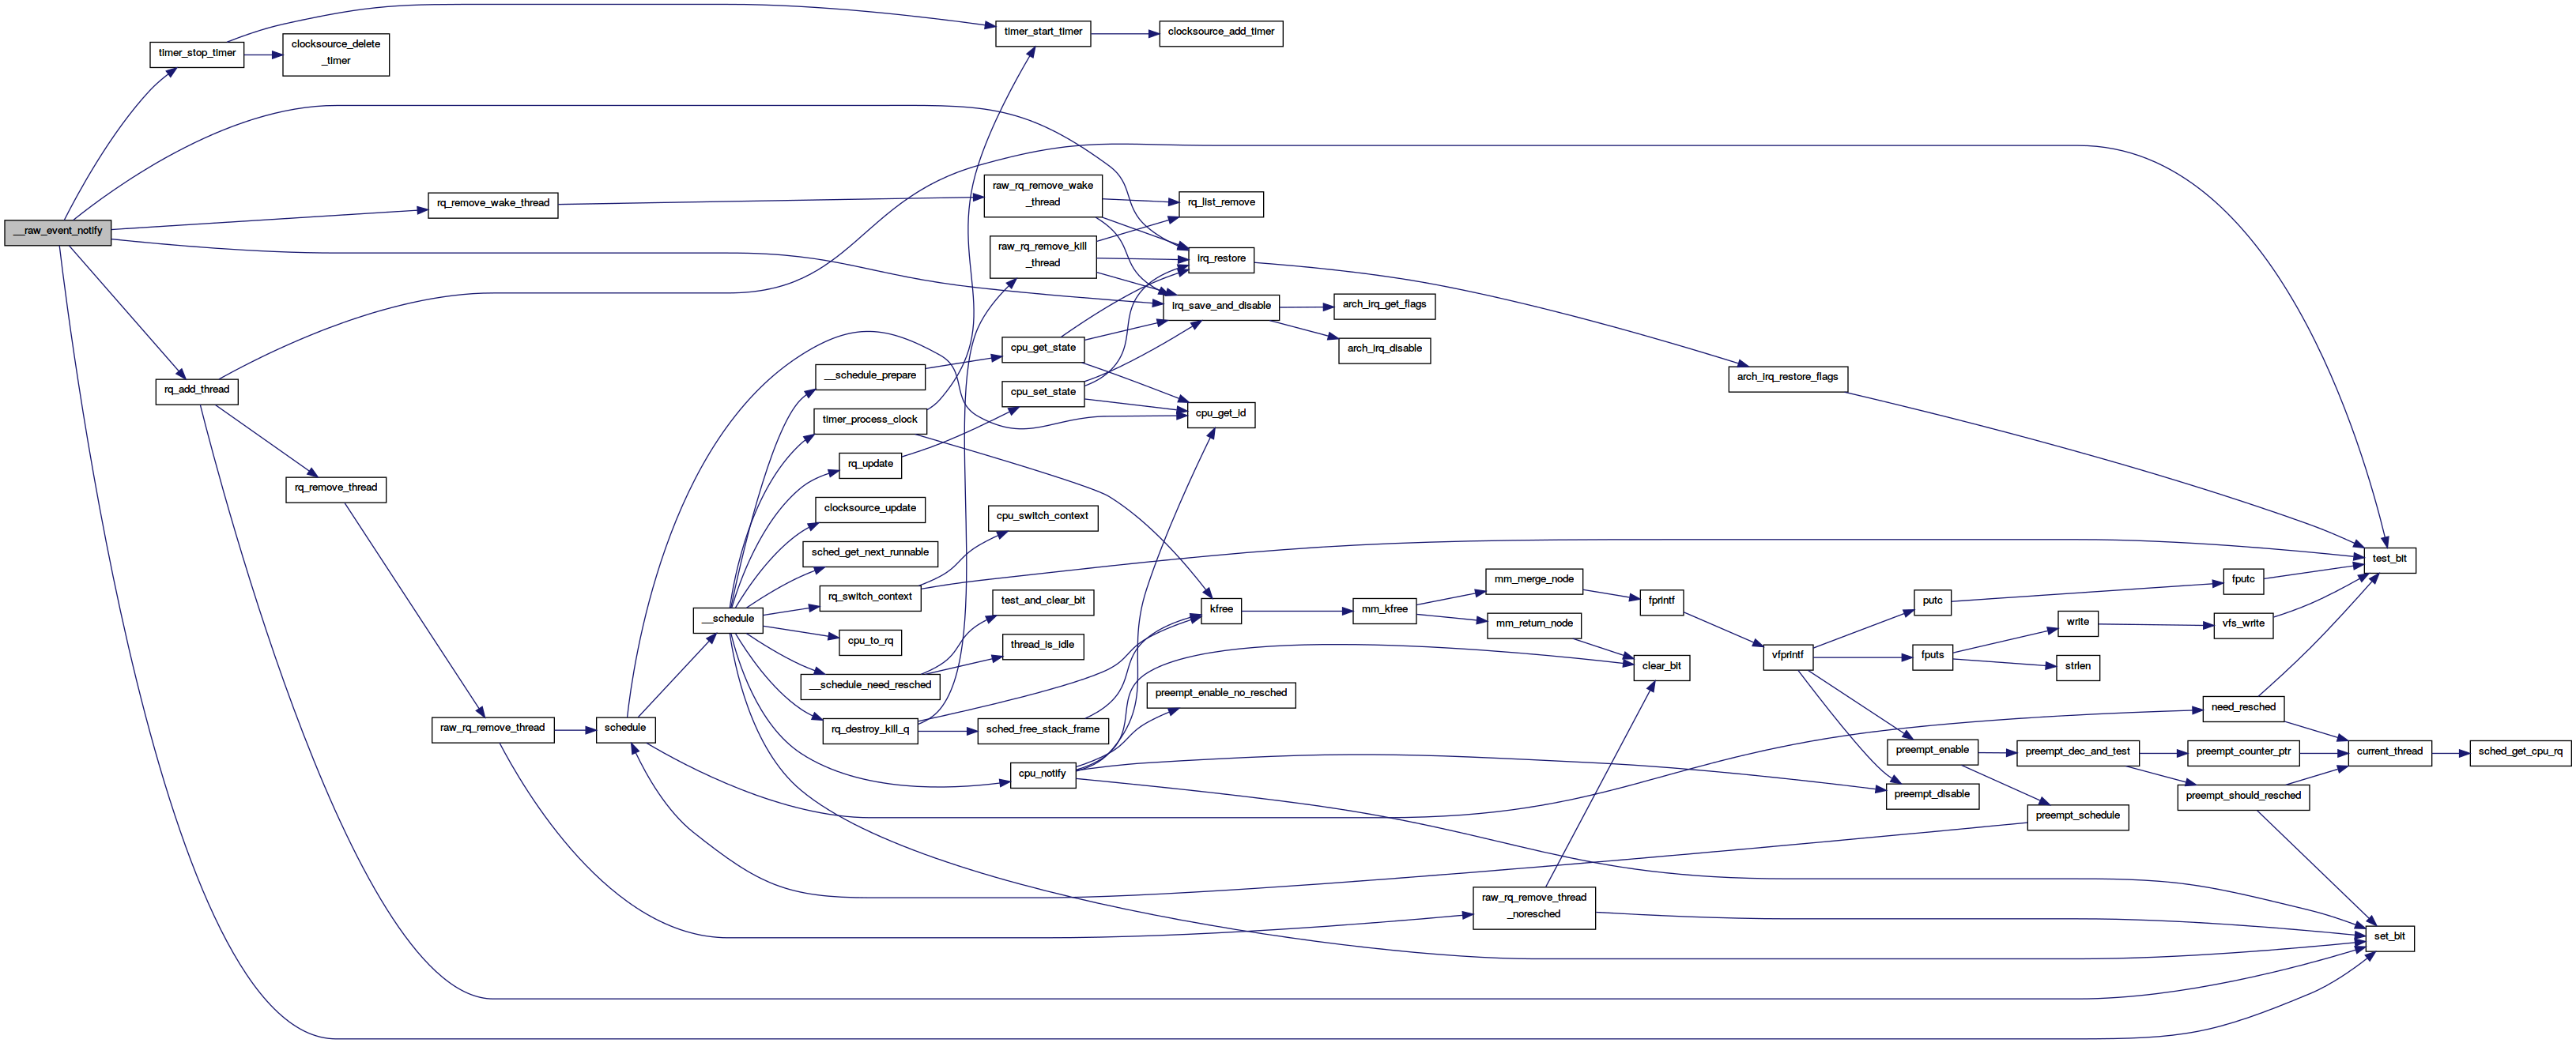 __raw_event_notify
timer_stop_timer
clocksource_delete
_timer
timer_start_timer
clocksource_add_timer
rq_remove_wake_thread
raw_rq_remove_wake
_thread
rq_list_remove
raw_rq_remove_kill
_thread
irq_restore
irq_save_and_disable
arch_irq_get_flags
arch_irq_disable
rq_add_thread
rq_remove_thread
raw_rq_remove_thread
schedule
__schedule
__schedule_prepare
timer_process_clock
rq_update
clocksource_update
sched_get_next_runnable
rq_switch_context
cpu_to_rq
__schedule_need_resched
rq_destroy_kill_q
cpu_get_state
cpu_set_state
cpu_get_id
cpu_switch_context
test_and_clear_bit
thread_is_idle
sched_free_stack_frame
cpu_notify
kfree
preempt_enable_no_resched
mm_kfree
mm_merge_node
mm_return_node
raw_rq_remove_thread
_noresched
fprintf
clear_bit
arch_irq_restore_flags
vfprintf
putc
fputs
preempt_enable
preempt_disable
write
strlen
preempt_dec_and_test
preempt_schedule
fputc
vfs_write
need_resched
preempt_counter_ptr
preempt_should_resched
test_bit
current_thread
set_bit
sched_get_cpu_rq